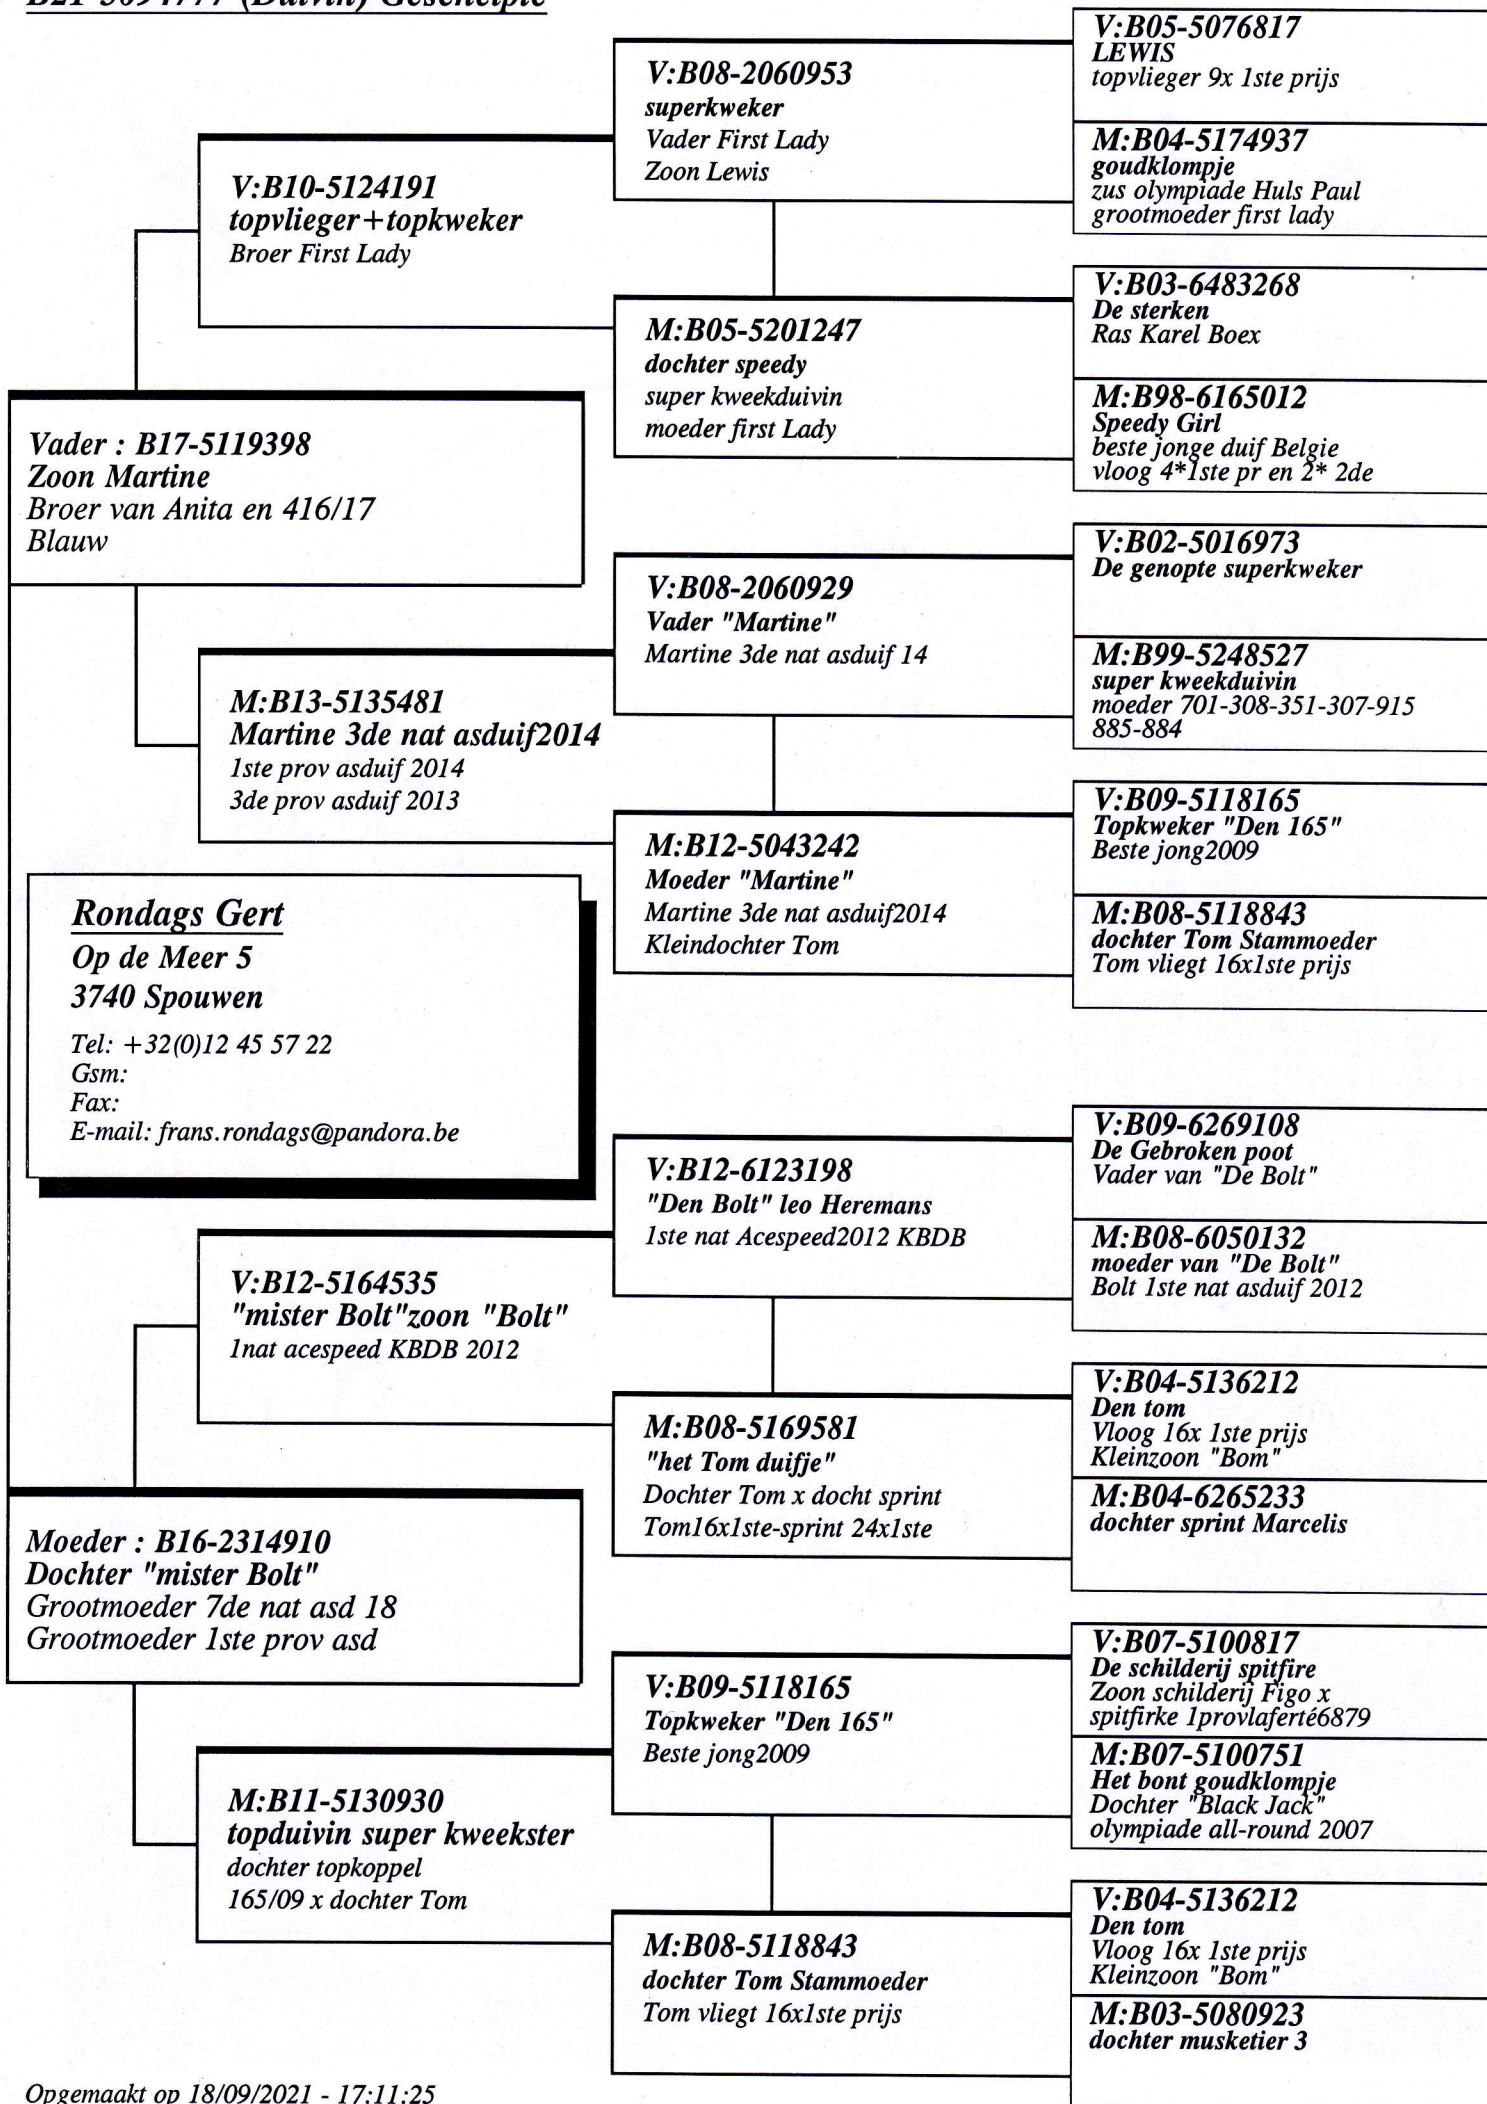 (Duivin) Geschelpte
V:B10-5124191
topvlieger+topkweker
Broer First Lady
Vader : B17-5119398
Zoon Martine
Broer van Anita en 416/17
Blauw
M:B13-5135481
Martine 3de nat asduif2014
1ste prov asduif 2014
3de prov asduif 2013
Rondags Gert
Op de Meer 5
3740 Spouwen
Tel: +32(0)12 45 57 22
Gsm:
Fax:
E-mail: frans.rondags@pandora.be
V:B12-5164535
"mister Bolt"zoon "Bolt"
1nat acespeed KBDB 2012
Moeder : B16-2314910
Dochter "mister Bolt"
Grootmoeder 7de nat asd 18
Grootmoeder 1ste prov asd
M:B11-5130930
topduivin super kweekster
dochter topkoppel
165/09 x dochter Tom
V:B08-2060953
superkweker
Vader First Lady
Zoon Lewis
M:B05-5201247
dochter speedy
super kweekduivin
moeder first Lady
V:B08-2060929
Vader "Martine"
Martine 3de nat asduif 14
M:B12-5043242
Moeder "Martine"
Martine 3de nat asduif2014
Kleindochter Tom
V:B12-6123198
"Den Bolt" leo Heremans
1ste nat Acespeed2012 KBDB
M:B08-5169581
"het Tom duifje"
Dochter Tom x docht sprint
Tom16x1ste-sprint 24x1ste
V:B09-5118165
Topkweker "Den 165"
Beste jong2009
M:B08-5118843
dochter Tom Stammoeder
Tom vliegt 16x1ste prijs
V:B05-5076817
LEWIS
topvlieger 9x 1ste prijs
M:B04-5174937
goudklompje
zus olympiade Huls Paul
grootmoeder first lady
V:B03-6483268
De sterken
Ras Karel Boex
M:B98-6165012
Speedy Girl
beste jonge duif Belgie
vloog 4*1ste pr en 2* 2de
V:B02-5016973
De genopte superkweker
M:B99-5248527
super kweekduivin
moeder 701-308-351-307-915
885-884
V:B09-5118165
Topkweker "Den 165"
Beste jong2009
M:B08-5118843
dochter Tom Stammoeder
Tom vliegt 16x1ste prijs
V:B09-6269108
De Gebroken poot
Vader van "De Bolt"
M:B08-6050132
moeder van "De Bolt"
Bolt 1ste nat asduif 2012
V:B04-5136212
Den tom
Vloog 16x 1ste prijs
Kleinzoon "Bom"
M:B04-6265233
dochter sprint Marcelis
V:B07-5100817
De schilderij spitfire
Zoon schilderij Figo x
spitfirke 1provlaferté6879
M:B07-5100751
Het bont goudklompje
Dochter "Black Jack"
olympiade all-round 2007
V:B04-5136212
Den tom
Vloog 16x 1ste prijs
Kleinzoon "Bom"
M:B03-5080923
dochter musketier 3
Opgemaakt op 18/09/2021 - 17:11:25